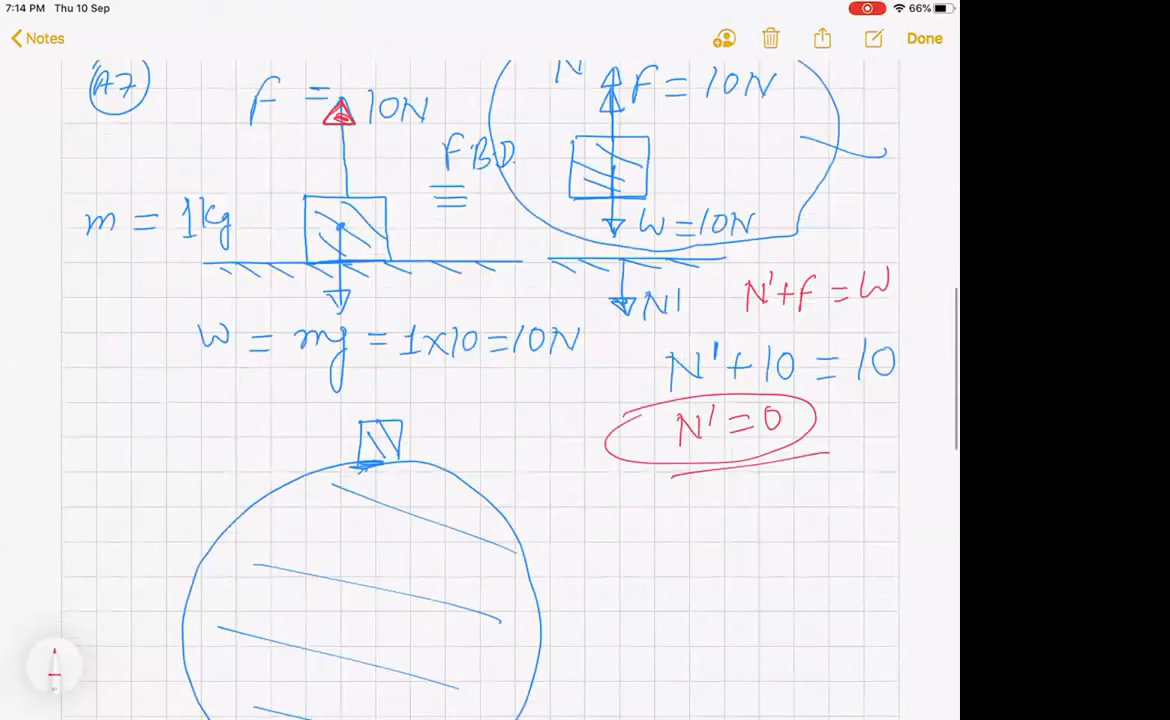 7:14 PM Thu 10 Sep
66%
Notes
Done
A7
F = 10N
N F = 10N
F.B.D.
m = 1kg
W = 10N
N'
N' + f = W
W = mg = 1x10 = 10N
N' + 10 = 10
N' = 0